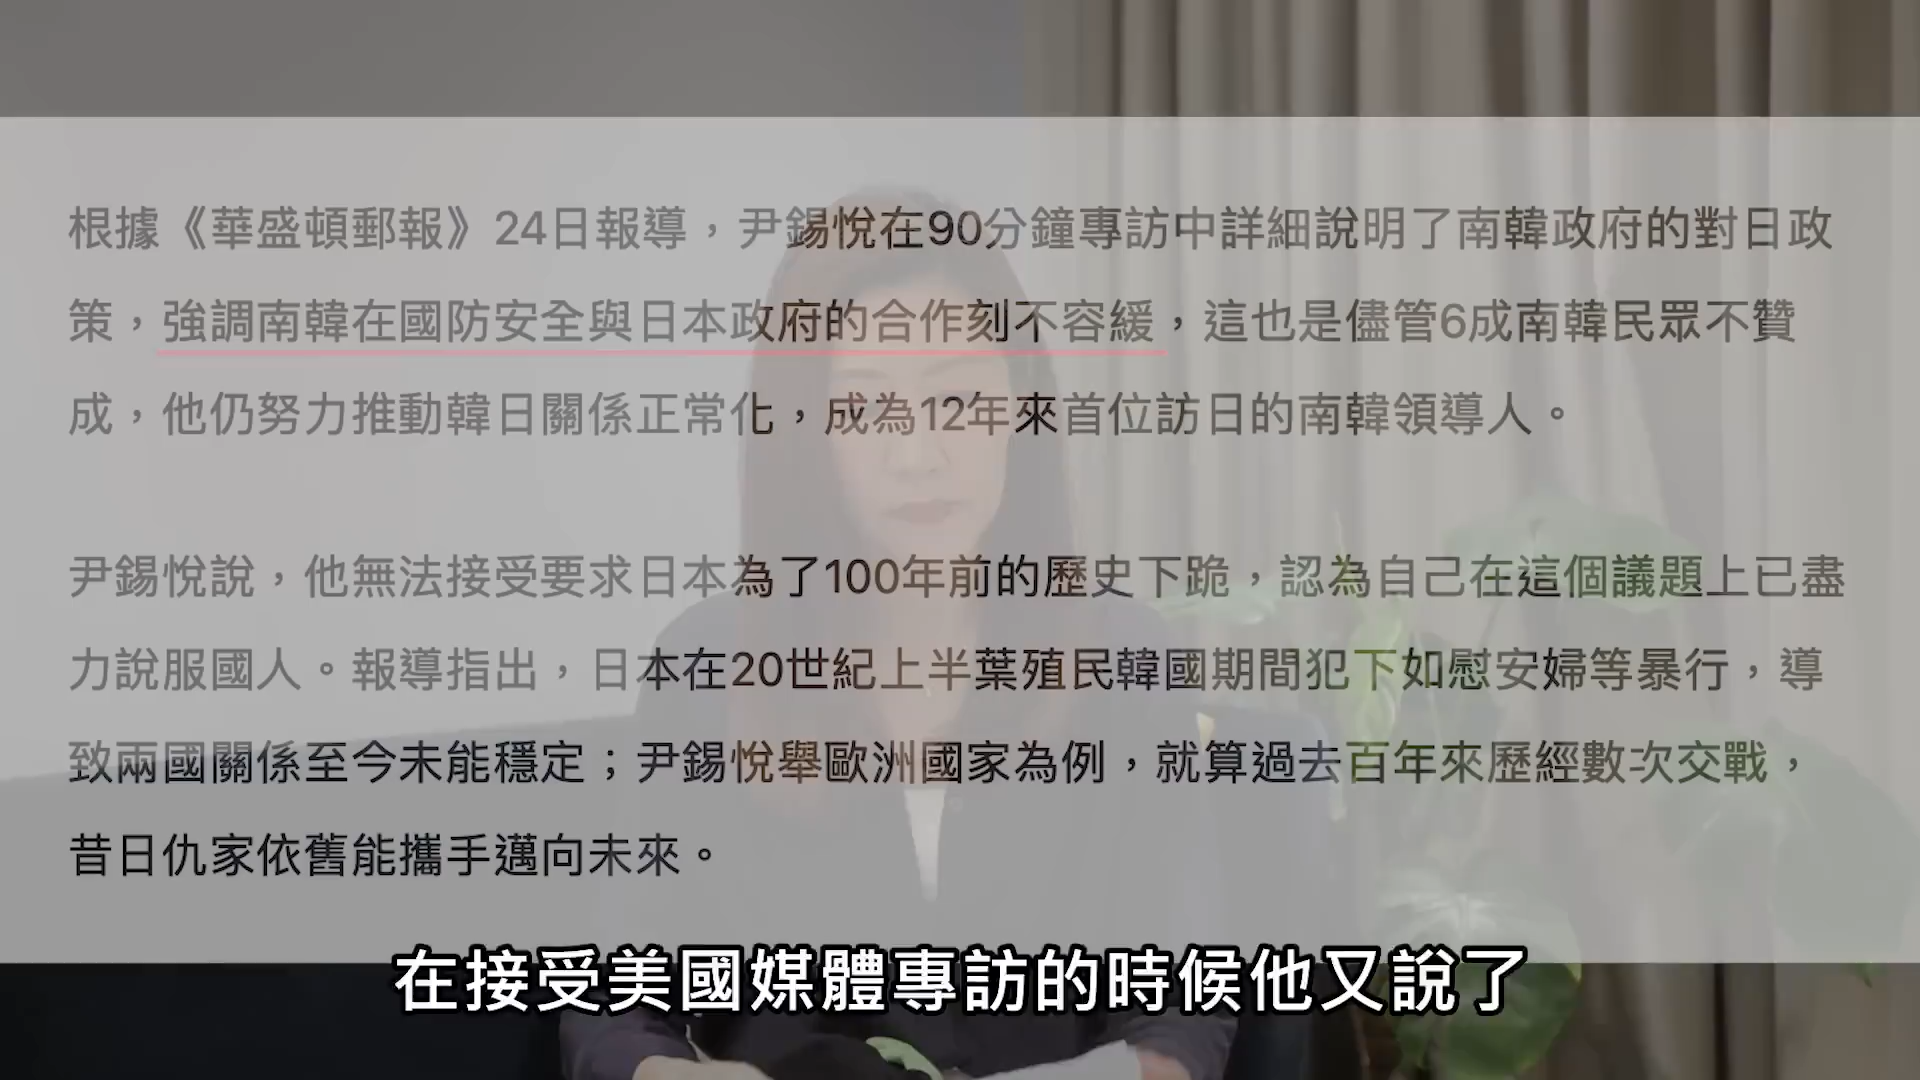 根據《華盛頓郵報》24日報導，尹錫悅在90分鐘專訪中詳細說明了南韓政府的對日政
策，強調南韓在國防安全與日本政府的合作刻不容緩，這也是儘管6成南韓民眾不贊
成，他仍努力推動韓日關係正常化，成為12年來首位訪日的南韓領導人。
尹錫悅說，他無法接受要求日本為了100年前的歷史下跪，認為自己在這個議題上已盡
力說服國人。報導指出，日本在20世紀上半葉殖民韓國期間犯下如慰安婦等暴行，導
致兩國關係至今未能穩定；尹錫悅舉歐洲國家為例，就算過去百年來歷經數次交戰，
昔日仇家依舊能攜手邁向未來。
在接受美國媒體專訪的時候他又說了